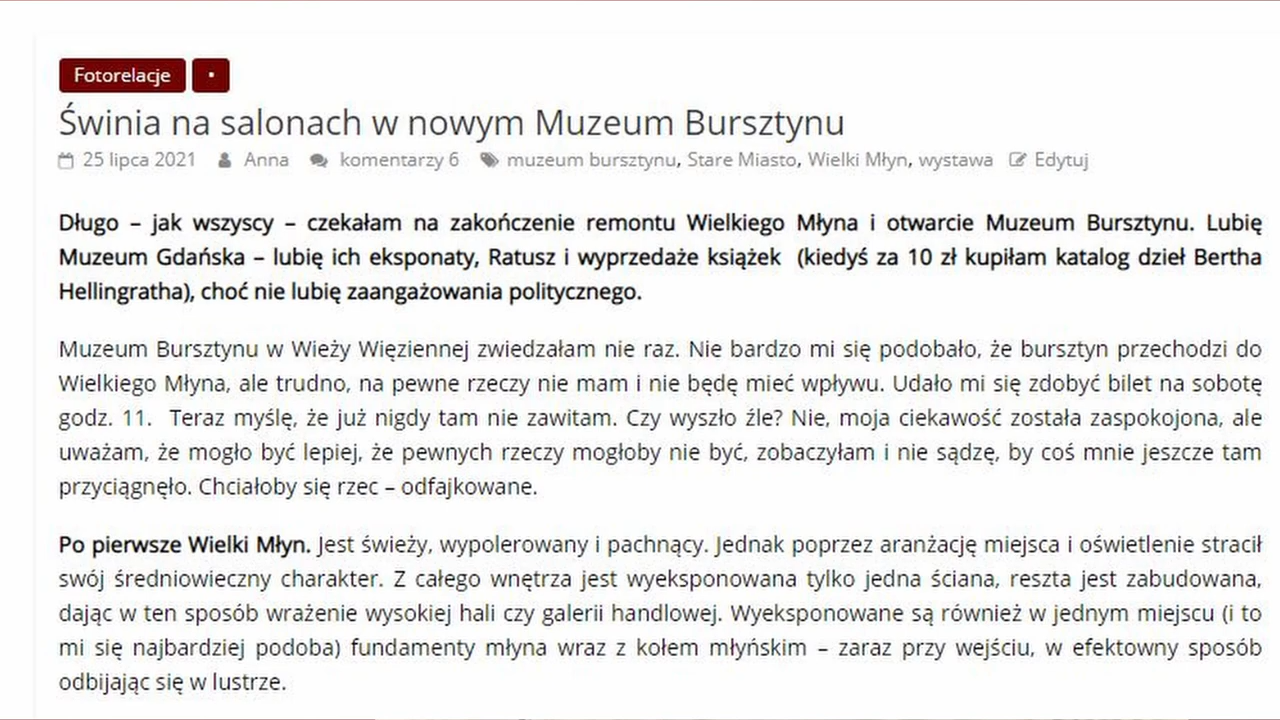 Fotorelacje •
Świnia na salonach w nowym Muzeum Bursztynu
25 lipca 2021 Anna komentarzy 6 muzeum bursztynu, Stare Miasto, Wielki Młyn, wystawa Edytuj
Długo – jak wszyscy – czekałam na zakończenie remontu Wielkiego Młyna i otwarcie Muzeum Bursztynu. Lubię
Muzeum Gdańska – lubię ich eksponaty, Ratusz i wyprzedaże książek (kiedyś za 10 zł kupiłam katalog dzieł Bertha
Hellingratha), choć nie lubię zaangażowania politycznego.
Muzeum Bursztynu w Wieży Więziennej zwiedzałam nie raz. Nie bardzo mi się podobało, że bursztyn przechodzi do
Wielkiego Młyna, ale trudno, na pewne rzeczy nie mam i nie będę mieć wpływu. Udało mi się zdobyć bilet na sobotę
godz. 11. Teraz myślę, że już nigdy tam nie zawitam. Czy wyszło źle? Nie, moja ciekawość została zaspokojona, ale
uważam, że mogło być lepiej, że pewnych rzeczy mogłoby nie być, zobaczyłam i nie sądzę, by coś mnie jeszcze tam
przyciągnęło. Chciałoby się rzec – odfajkowane.
Po pierwsze Wielki Młyn. Jest świeży, wypolerowany i pachnący. Jednak poprzez aranżację miejsca i oświetlenie stracił
swój średniowieczny charakter. Z całego wnętrza jest wyeksponowana tylko jedna ściana, reszta jest zabudowana,
dając w ten sposób wrażenie wysokiej hali czy galerii handlowej. Wyeksponowane są również w jednym miejscu (i to
mi się najbardziej podoba) fundamenty młyna wraz z kołem młyńskim – zaraz przy wejściu, w efektowny sposób
odbijając się w lustrze.